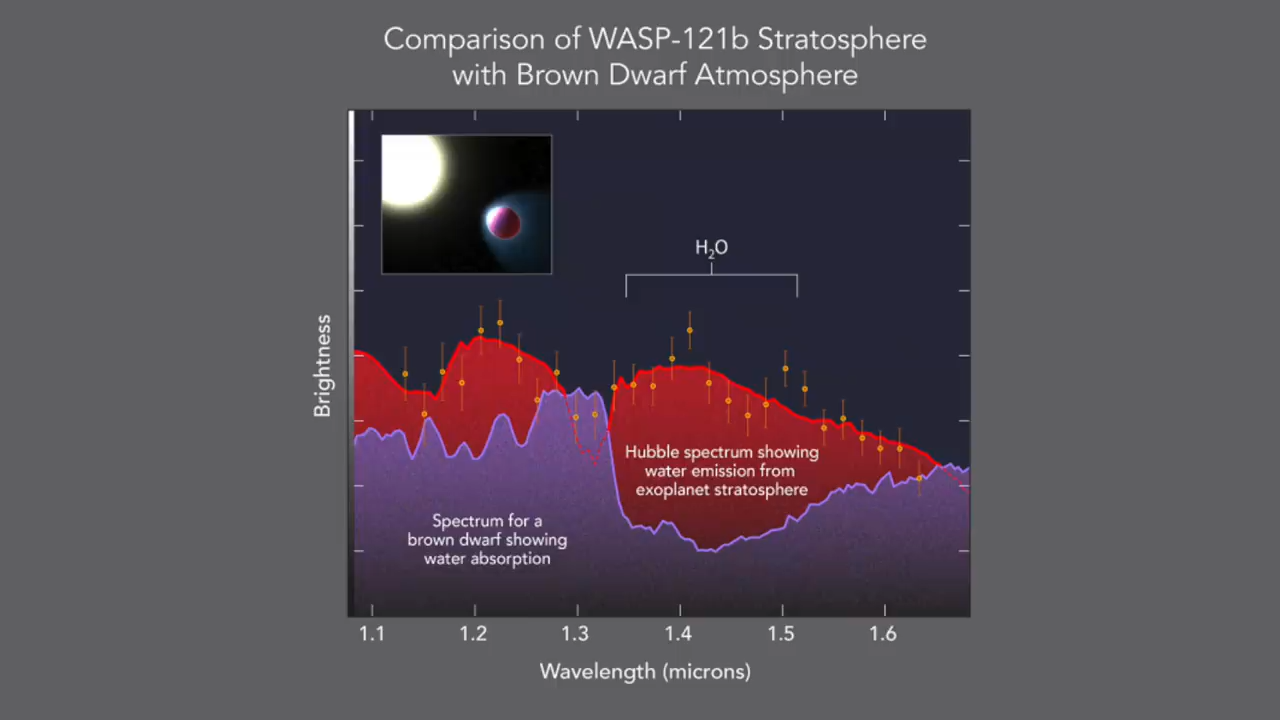 Comparison of WASP-121b Stratosphere
with Brown Dwarf Atmosphere
H₂O
Brightness
Hubble spectrum showing
water emission from
exoplanet stratosphere
Spectrum for a
brown dwarf showing
water absorption
1.1 1.2 1.3 1.4 1.5 1.6
Wavelength (microns)